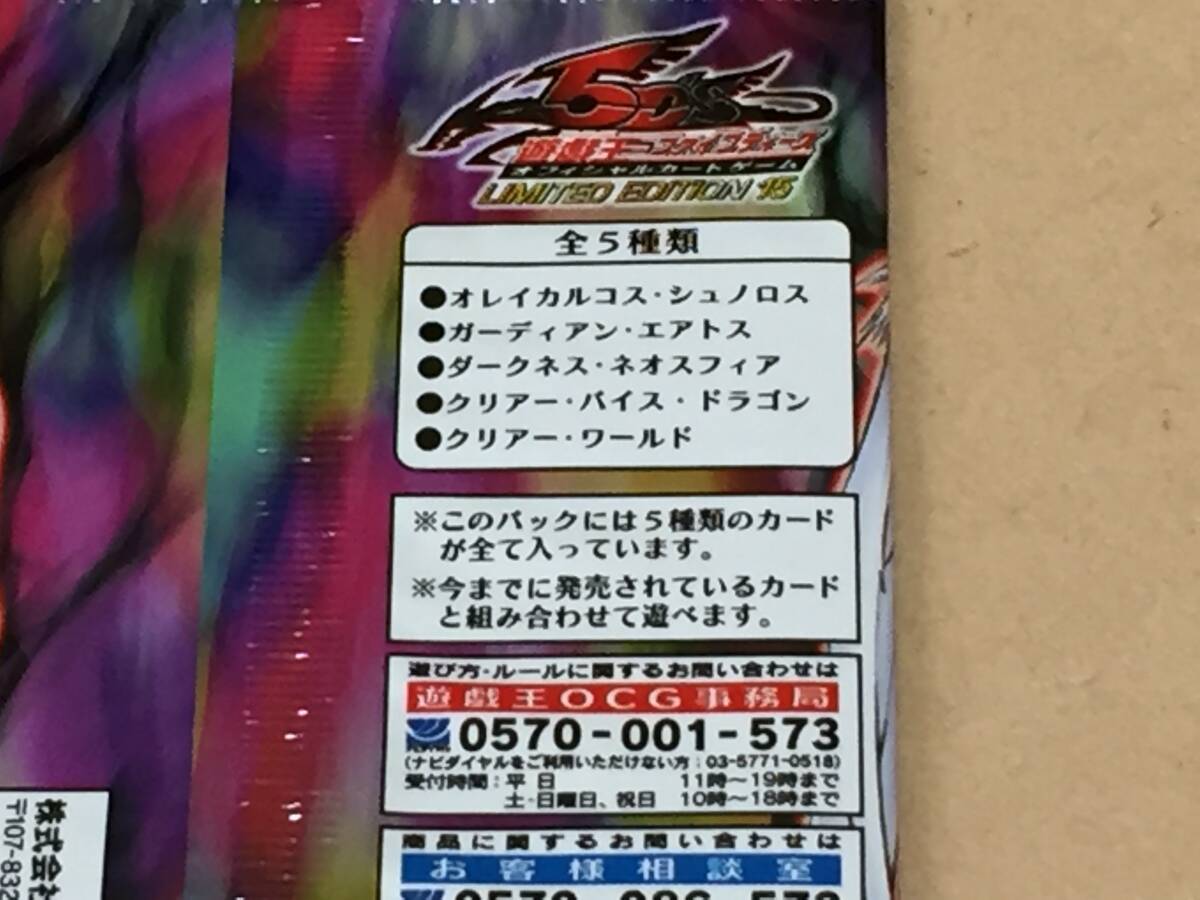 5D's
遊戯王ファイブディーズ
オフィシャルカードゲーム
LIMITED EDITION 15
全5種類
●オレイカルコス・シュノロス
●ガーディアン・エアトス
●ダークネス・ネオスフィア
●クリアー・バイス・ドラゴン
●クリアー・ワールド
※このパックには5種類のカード
が全て入っています。
※今までに発売されているカード
と組み合わせて遊べます。
遊び方・ルールに関するお問い合わせは
遊戯王OCG事務局
0570-001-573
(ナビダイヤルをご利用いただけない方:03-5771-0518)
受付時間:平日 11時〜19時まで
土・日曜日、祝日 10時〜18時まで
商品に関するお問い合わせは
お客様相談室
0570-086-573
株式会社
〒107-832